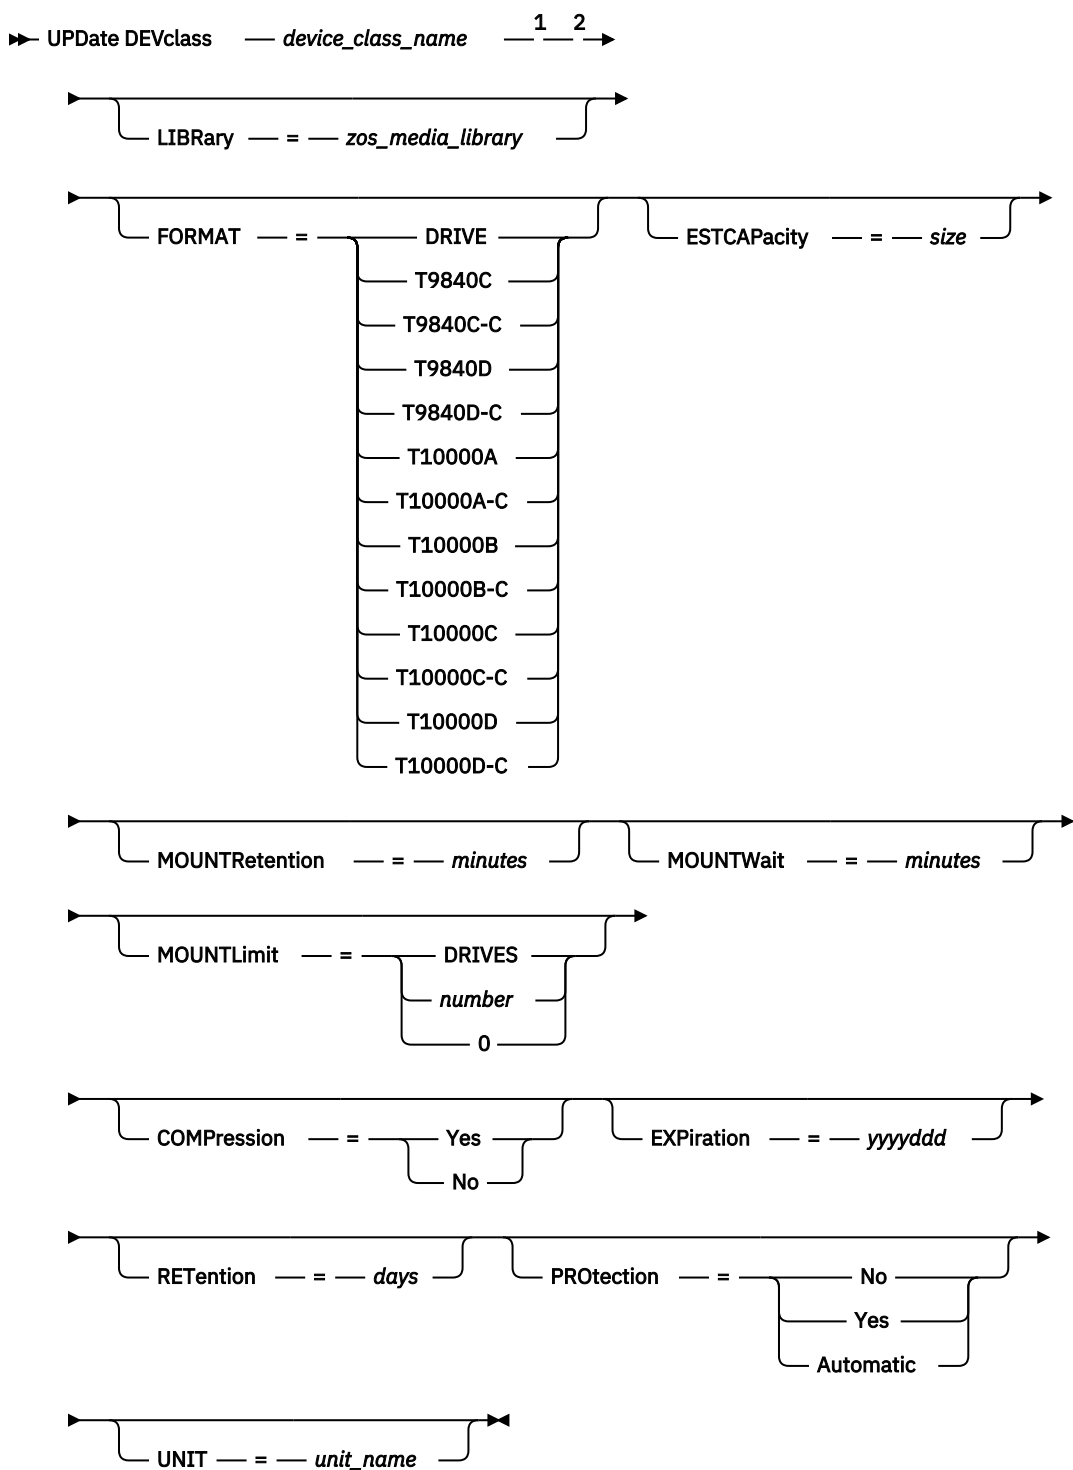 1 2
UPDate DEVclass device_class_name
LIBRary = zos_media_library
FORMAT = DRIVE ESTCAPacity = size
T9840C
T9840C-C
T9840D
T9840D-C
T10000A
T10000A-C
T10000B
T10000B-C
T10000C
T10000C-C
T10000D
T10000D-C
MOUNTRetention = minutes MOUNTWait = minutes
MOUNTLimit = DRIVES
number
0
COMPression = Yes EXPiration = yyyyddd
No
RETention = days PROtection = No
Yes
Automatic
UNIT = unit_name